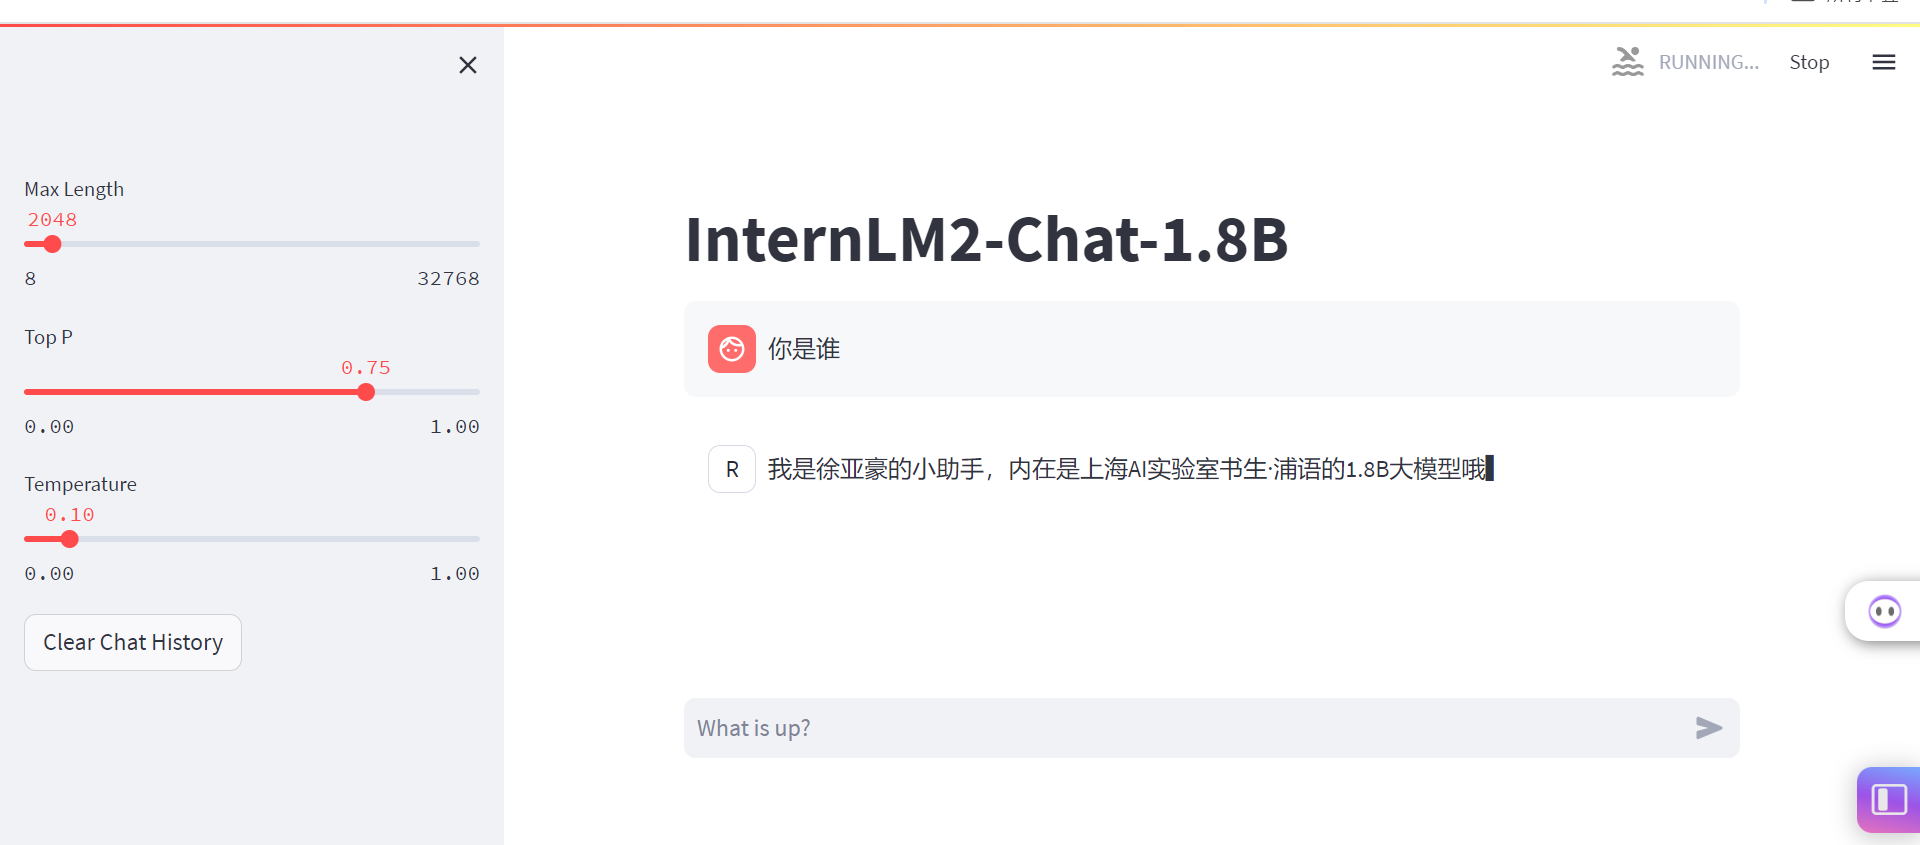 RUNNING...
Stop
Max Length
2048
8
32768
Top P
0.75
0.00
1.00
Temperature
0.10
0.00
1.00
Clear Chat History
InternLM2-Chat-1.8B
你是谁
R
我是徐亚豪的小助手，内在是上海AI实验室书生·浦语的1.8B大模型哦
What is up?